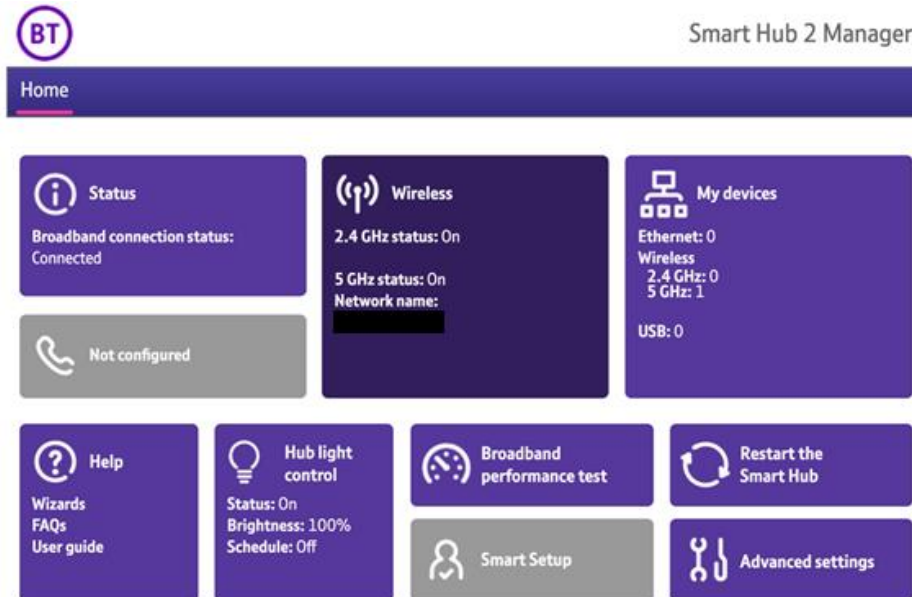 BT
Smart Hub 2 Manager
Home
Status
Broadband connection status:
Connected
Not configured
Wireless
2.4 GHz status: On
5 GHz status: On
Network name:
My devices
Ethernet: 0
Wireless
2.4 GHz: 0
5 GHz: 1
USB: 0
Help
Wizards
FAQs
User guide
Hub light
control
Status: On
Brightness: 100%
Schedule: Off
Broadband
performance test
Smart Setup
Restart the
Smart Hub
Advanced settings